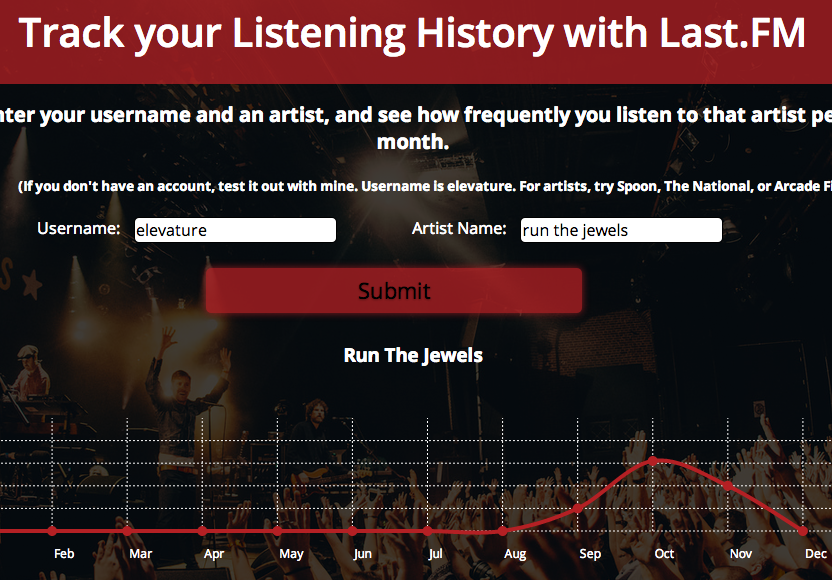 Track your Listening History with Last.FM
nter your username and an artist, and see how frequently you listen to that artist pe
month.
(If you don't have an account, test it out with mine. Username is elevature. For artists, try Spoon, The National, or Arcade Fi
Username: elevature Artist Name: run the jewels
Submit
Run The Jewels
Feb Mar Apr May Jun Jul Aug Sep Oct Nov Dec